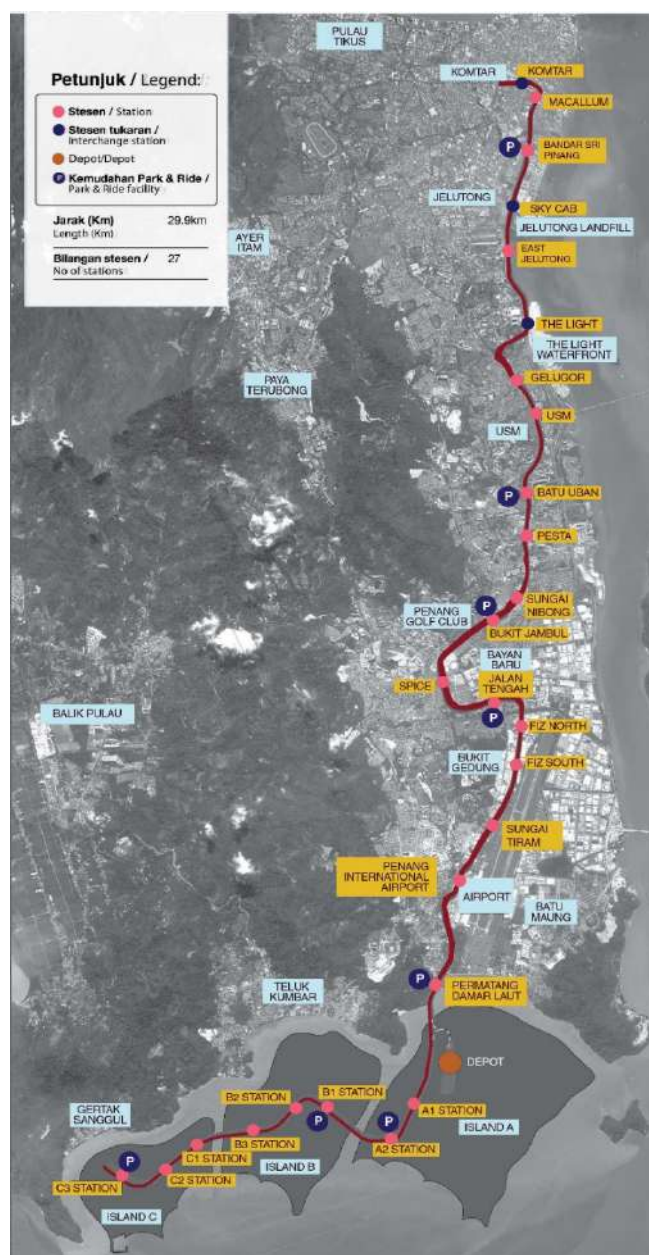 Petunjuk / Legend:
Stesen / Station
Stesen tukaran /
Interchange station
Depot/Depot
P
Kemudahan Park & Ride /
Park & Ride facility
Jarak (Km) 29.9km
Length (Km)
Bilangan stesen / 27
No of stations
PULAU
TIKUS
KOMTAR
KOMTAR
MACALLUM
P
BANDAR SRI
PINANG
JELUTONG
SKY CAB
JELUTONG LANDFILL
AYER
ITAM
EAST
JELUTONG
THE LIGHT
THE LIGHT
WATERFRONT
PAYA
TERUBONG
GELUGOR
USM
USM
P
BATU UBAN
PESTA
PENANG
GOLF CLUB
P
SUNGAI
NIBONG
BUKIT JAMBUL
BAYAN
BARU
SPICE
JALAN
TENGAH
P
BALIK PULAU
FIZ NORTH
BUKIT
GEDUNG
FIZ SOUTH
SUNGAI
TIRAM
PENANG
INTERNATIONAL
AIRPORT
AIRPORT
BATU
MAUNG
TELUK
KUMBAR
P
PERMATANG
DAMAR LAUT
DEPOT
GERTAK
SANGGUL
B2 STATION
B1 STATION
P
P
A1 STATION
ISLAND A
A2 STATION
B3 STATION
C1 STATION
ISLAND B
P
C2 STATION
C3 STATION
ISLAND C